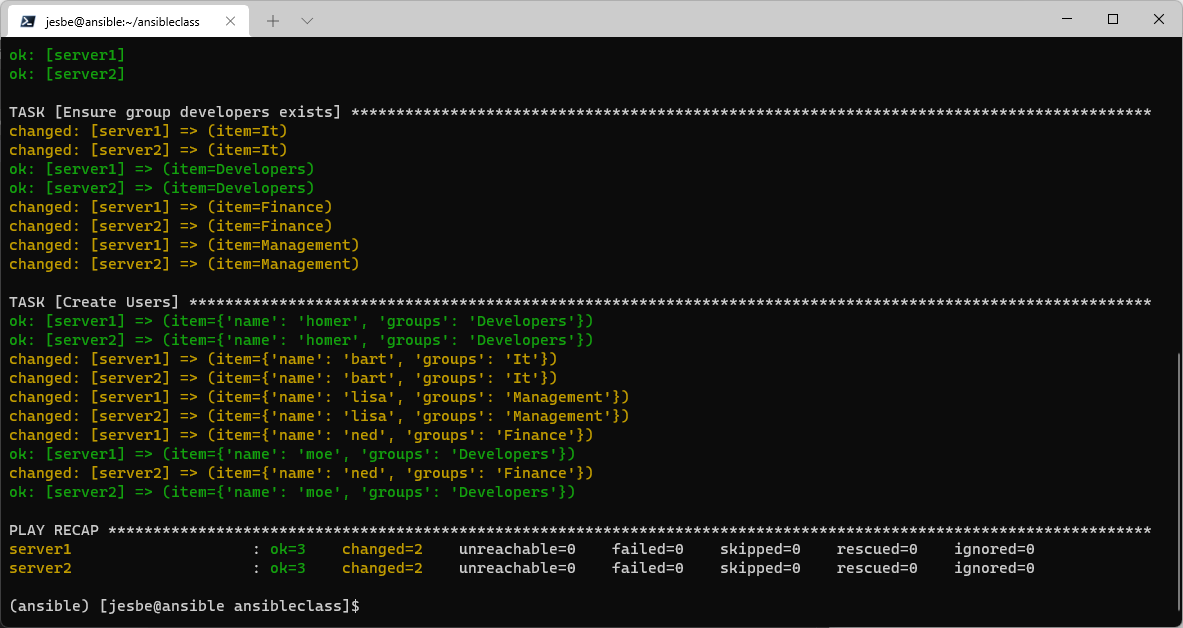 jesbe@ansible:~/ansibleclass
ok: [server1]
ok: [server2]
TASK [Ensure group developers exists] *****************************************************************************************
changed: [server1] => (item=It)
changed: [server2] => (item=It)
ok: [server1] => (item=Developers)
ok: [server2] => (item=Developers)
changed: [server1] => (item=Finance)
changed: [server2] => (item=Finance)
changed: [server1] => (item=Management)
changed: [server2] => (item=Management)
TASK [Create Users] ***********************************************************************************************************
ok: [server1] => (item={'name': 'homer', 'groups': 'Developers'})
ok: [server2] => (item={'name': 'homer', 'groups': 'Developers'})
changed: [server1] => (item={'name': 'bart', 'groups': 'It'})
changed: [server2] => (item={'name': 'bart', 'groups': 'It'})
changed: [server1] => (item={'name': 'lisa', 'groups': 'Management'})
changed: [server2] => (item={'name': 'lisa', 'groups': 'Management'})
changed: [server1] => (item={'name': 'ned', 'groups': 'Finance'})
ok: [server1] => (item={'name': 'moe', 'groups': 'Developers'})
changed: [server2] => (item={'name': 'ned', 'groups': 'Finance'})
ok: [server2] => (item={'name': 'moe', 'groups': 'Developers'})
PLAY RECAP ********************************************************************************************************************
server1                    : ok=3    changed=2    unreachable=0    failed=0    skipped=0    rescued=0    ignored=0
server2                    : ok=3    changed=2    unreachable=0    failed=0    skipped=0    rescued=0    ignored=0
(ansible) [jesbe@ansible ansibleclass]$